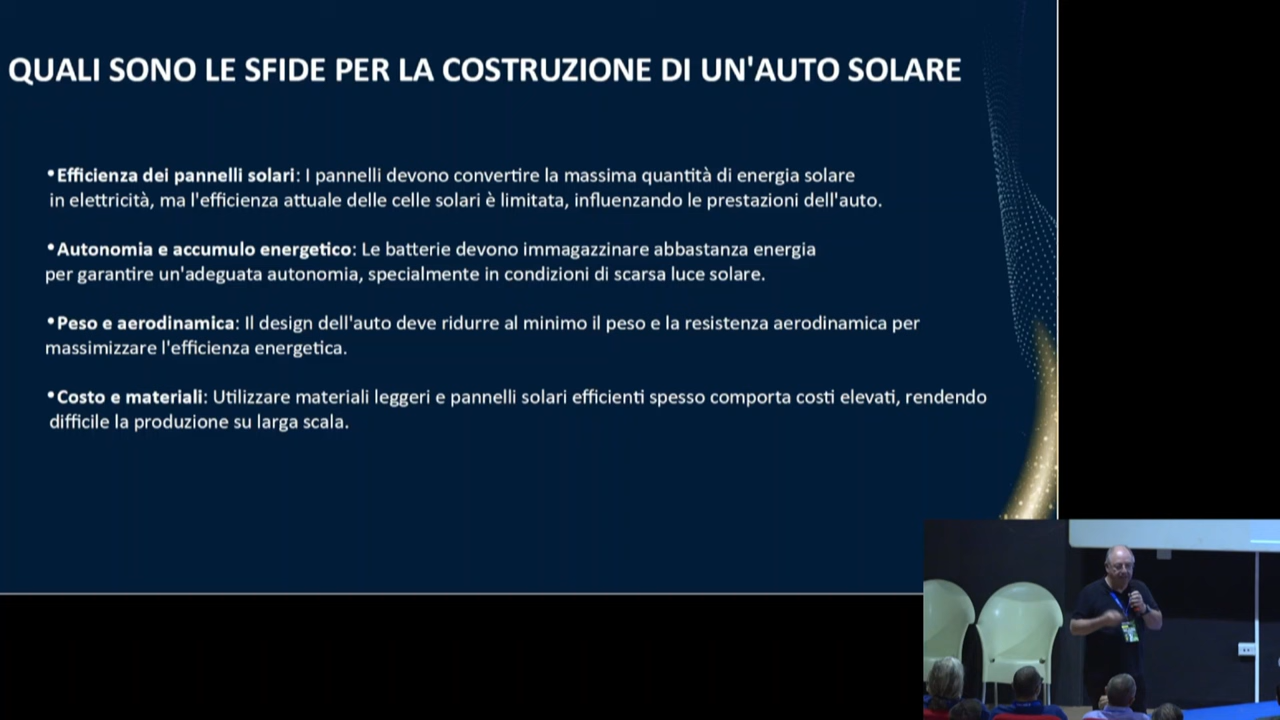 QUALI SONO LE SFIDE PER LA COSTRUZIONE DI UN'AUTO SOLARE
•Efficienza dei pannelli solari: I pannelli devono convertire la massima quantità di energia solare
in elettricità, ma l'efficienza attuale delle celle solari è limitata, influenzando le prestazioni dell'auto.
•Autonomia e accumulo energetico: Le batterie devono immagazzinare abbastanza energia
per garantire un'adeguata autonomia, specialmente in condizioni di scarsa luce solare.
•Peso e aerodinamica: Il design dell'auto deve ridurre al minimo il peso e la resistenza aerodinamica per
massimizzare l'efficienza energetica.
•Costo e materiali: Utilizzare materiali leggeri e pannelli solari efficienti spesso comporta costi elevati, rendendo
difficile la produzione su larga scala.